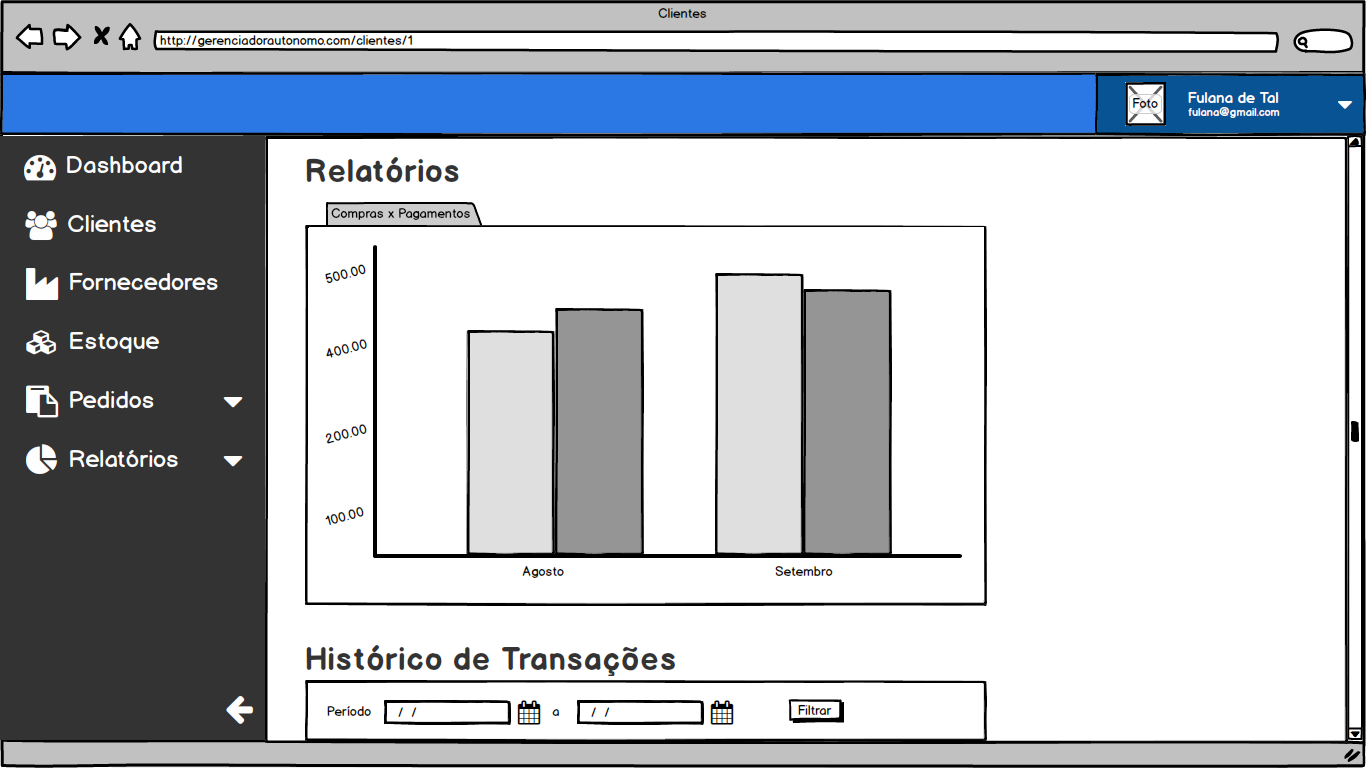 Clientes
http://gerenciadorautonomo.com/clientes/1
Foto
Fulana de Tal
fulana@gmail.com
Dashboard
Clientes
Fornecedores
Estoque
Pedidos
Relatórios
Relatórios
Compras x Pagamentos
500.00
400.00
200.00
100.00
Agosto
Setembro
Histórico de Transações
Período / / a / / Filtrar